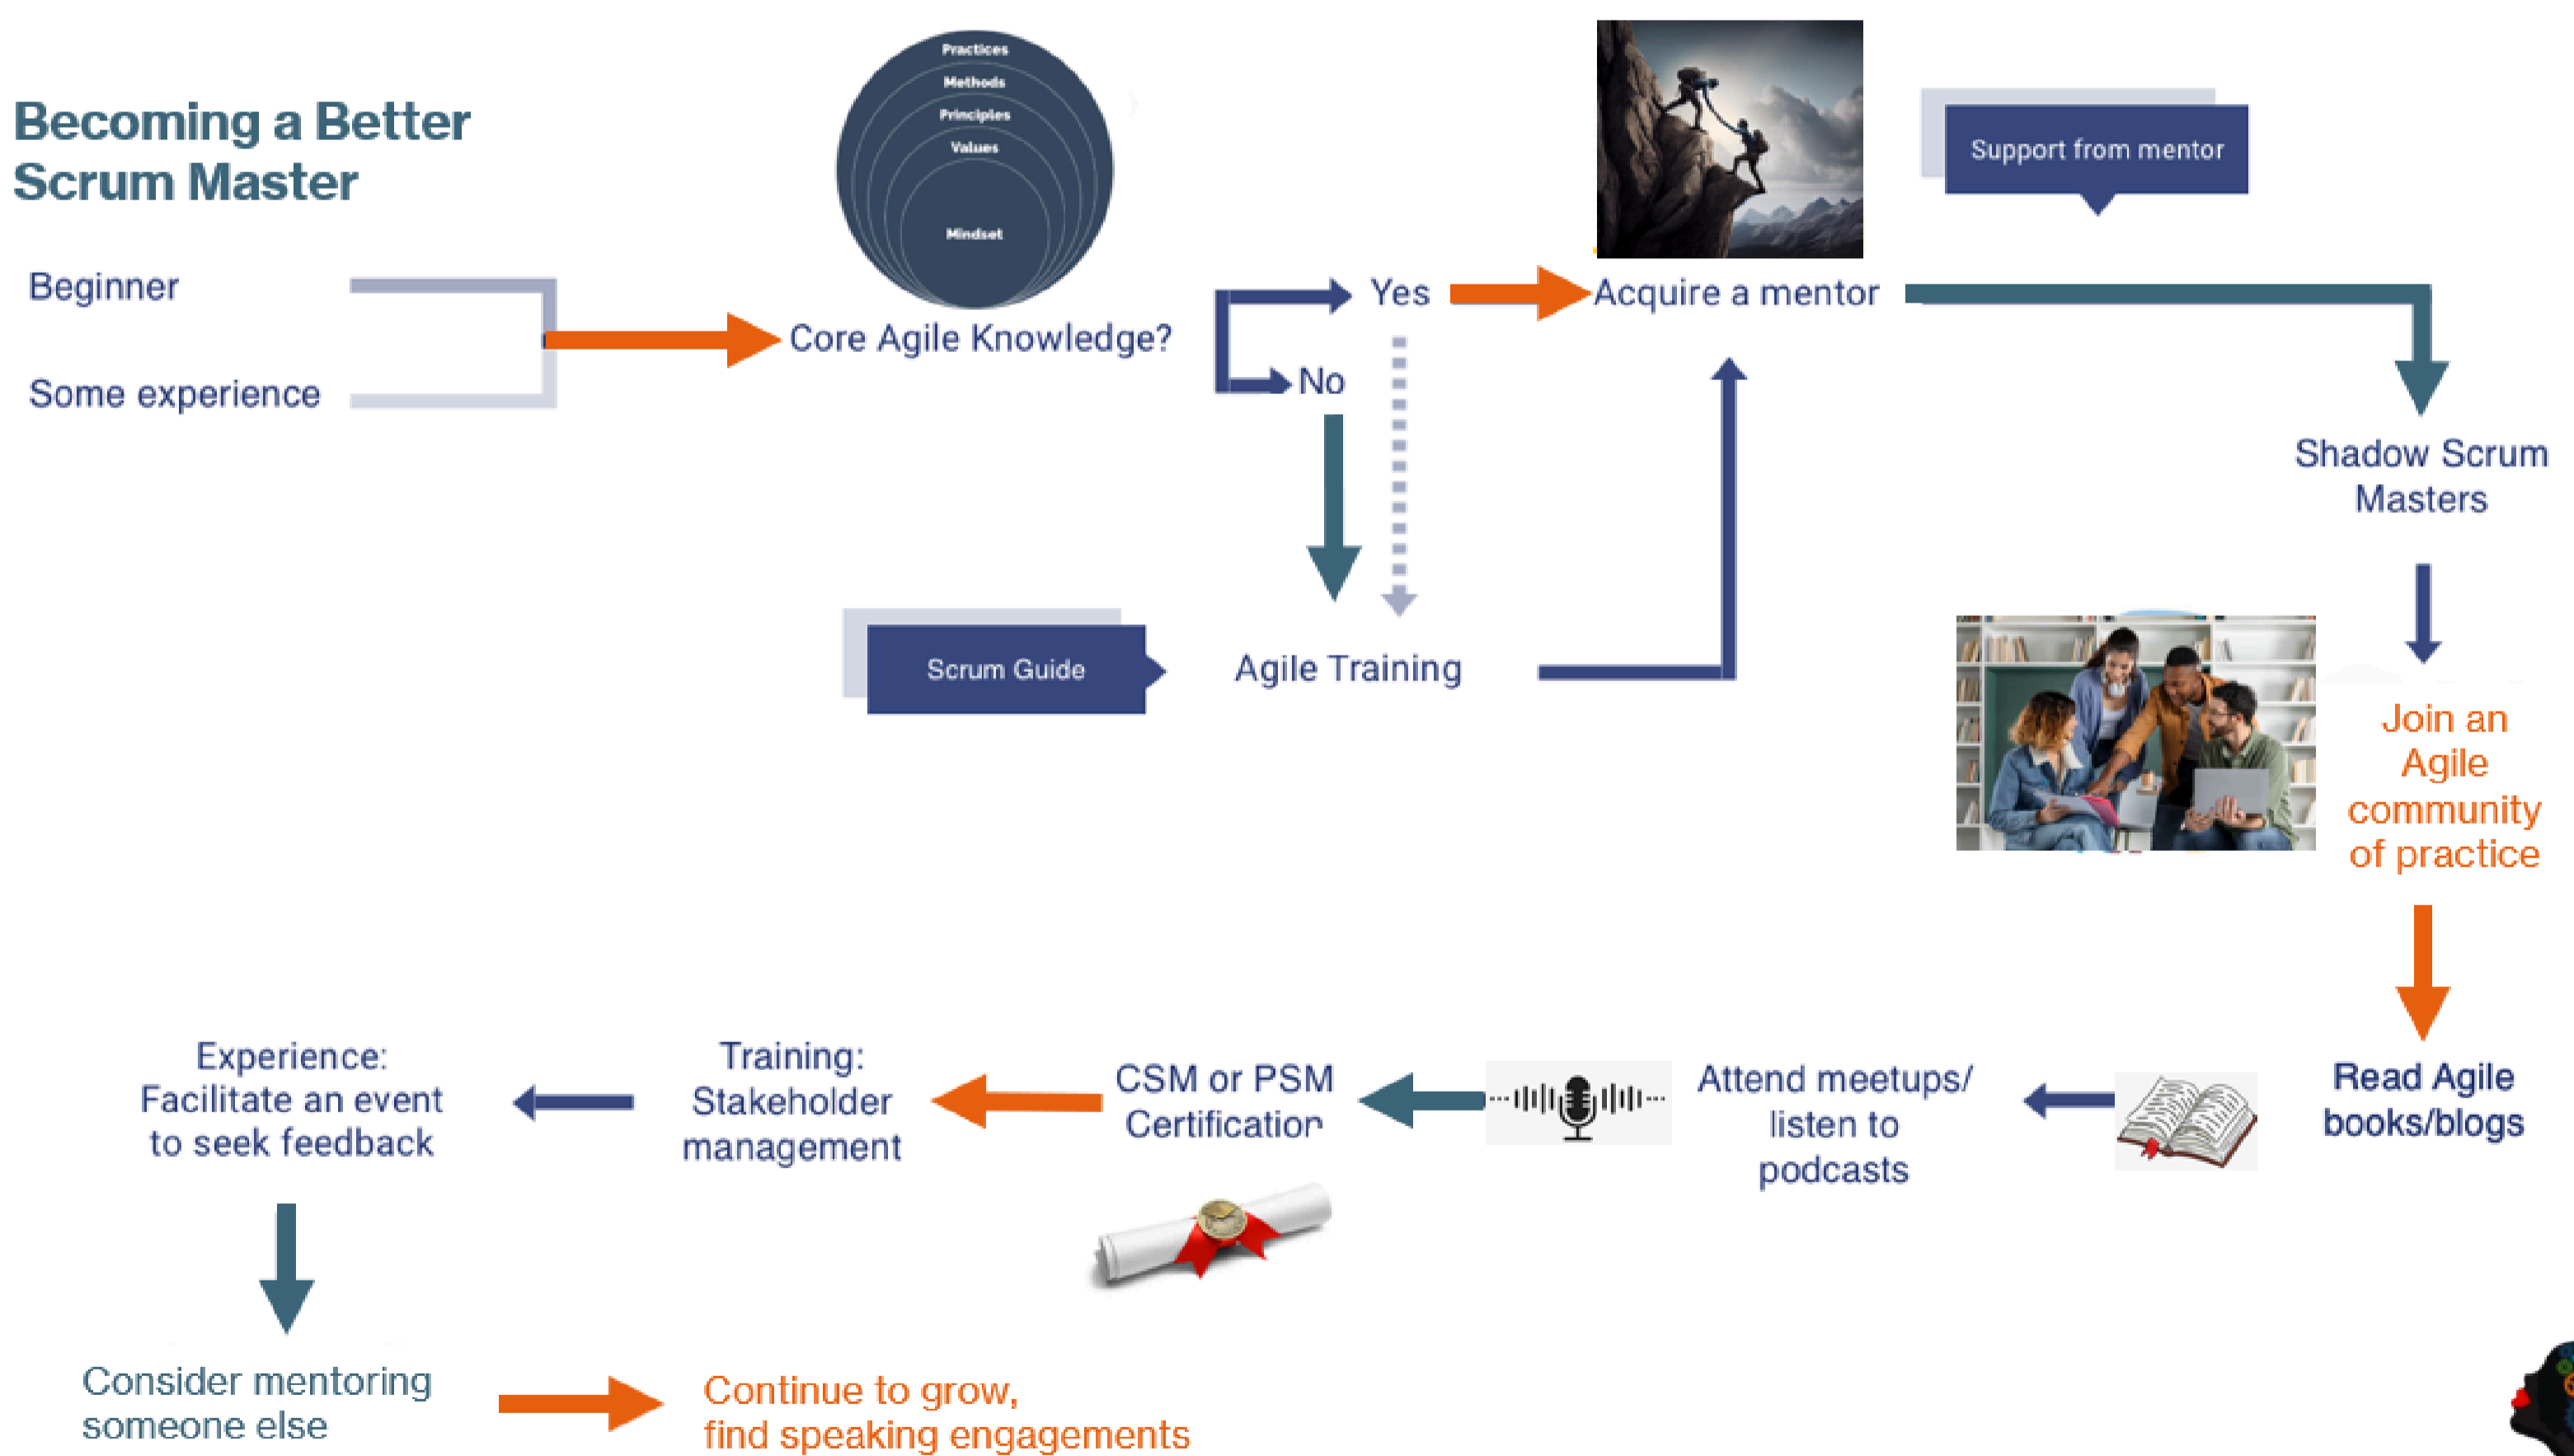 Becoming a Better
Scrum Master
Practices
Methods
Principles
Values
Mindset
Support from mentor
Beginner
Some experience
Core Agile Knowledge?
Yes
No
Acquire a mentor
Shadow Scrum
Masters
Scrum Guide
Agile Training
Join an
Agile
community
of practice
Read Agile
books/blogs
Attend meetups/
listen to
podcasts
CSM or PSM
Certification
Training:
Stakeholder
management
Experience:
Facilitate an event
to seek feedback
Consider mentoring
someone else
Continue to grow,
find speaking engagements